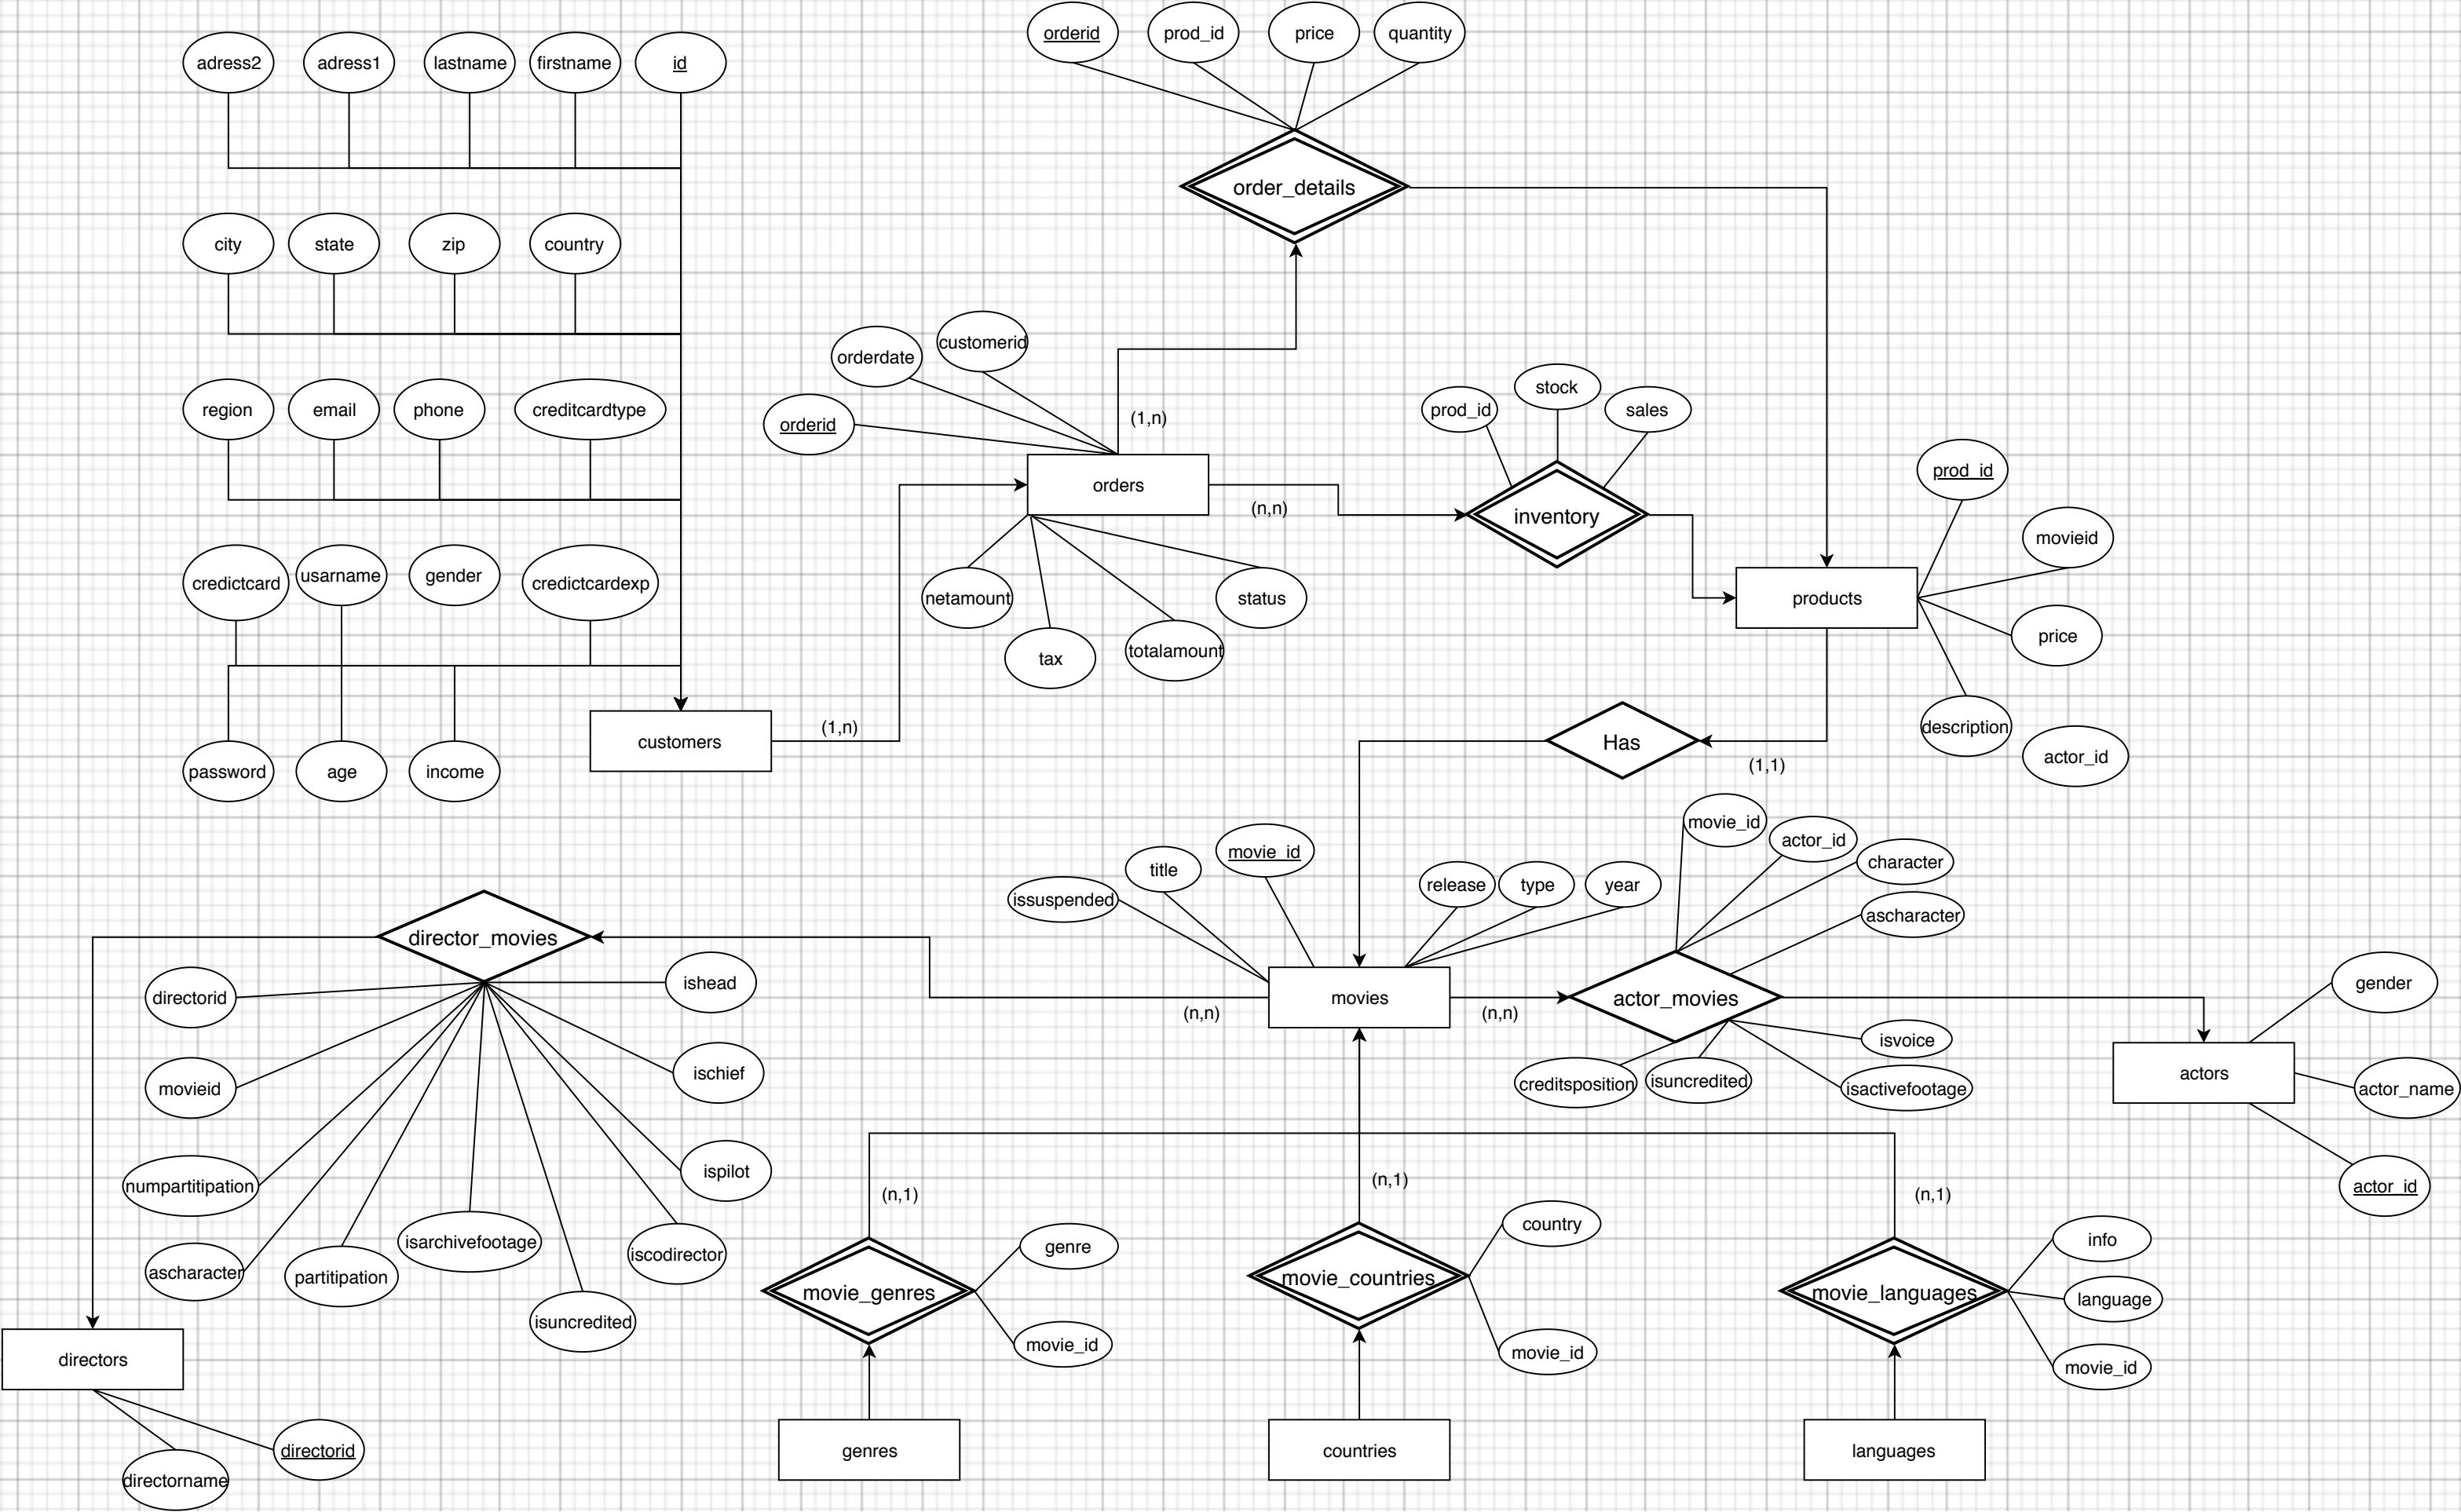 orderid
prod_id
price
quantity
adress2
adress1
lastname
firstname
id
order_details
city
state
zip
country
orderdate
customerid
orderid
(1,n)
region
email
phone
creditcardtype
prod_id
stock
sales
prod_id
orders
(n,n)
inventory
movieid
credictcard
usarname
gender
credictcardexp
netamount
tax
totalamount
status
products
price
description
actor_id
customers
(1,n)
Has
(1,1)
password
age
income
movie_id
actor_id
character
ascharacter
issuspended
title
movie_id
release
type
year
director_movies
directorid
ishead
movies
(n,n)
(n,n)
actor_movies
gender
isvoice
creditsposition
isuncredited
isactivefootage
actors
actor_name
actor_id
movieid
ischief
numpartitipation
ispilot
ascharacter
partitipation
isarchivefootage
isuncredited
iscodirector
(n,1)
(n,1)
(n,1)
movie_genres
genre
movie_id
movie_countries
country
movie_id
movie_languages
info
language
movie_id
directors
directorname
directorid
genres
countries
languages